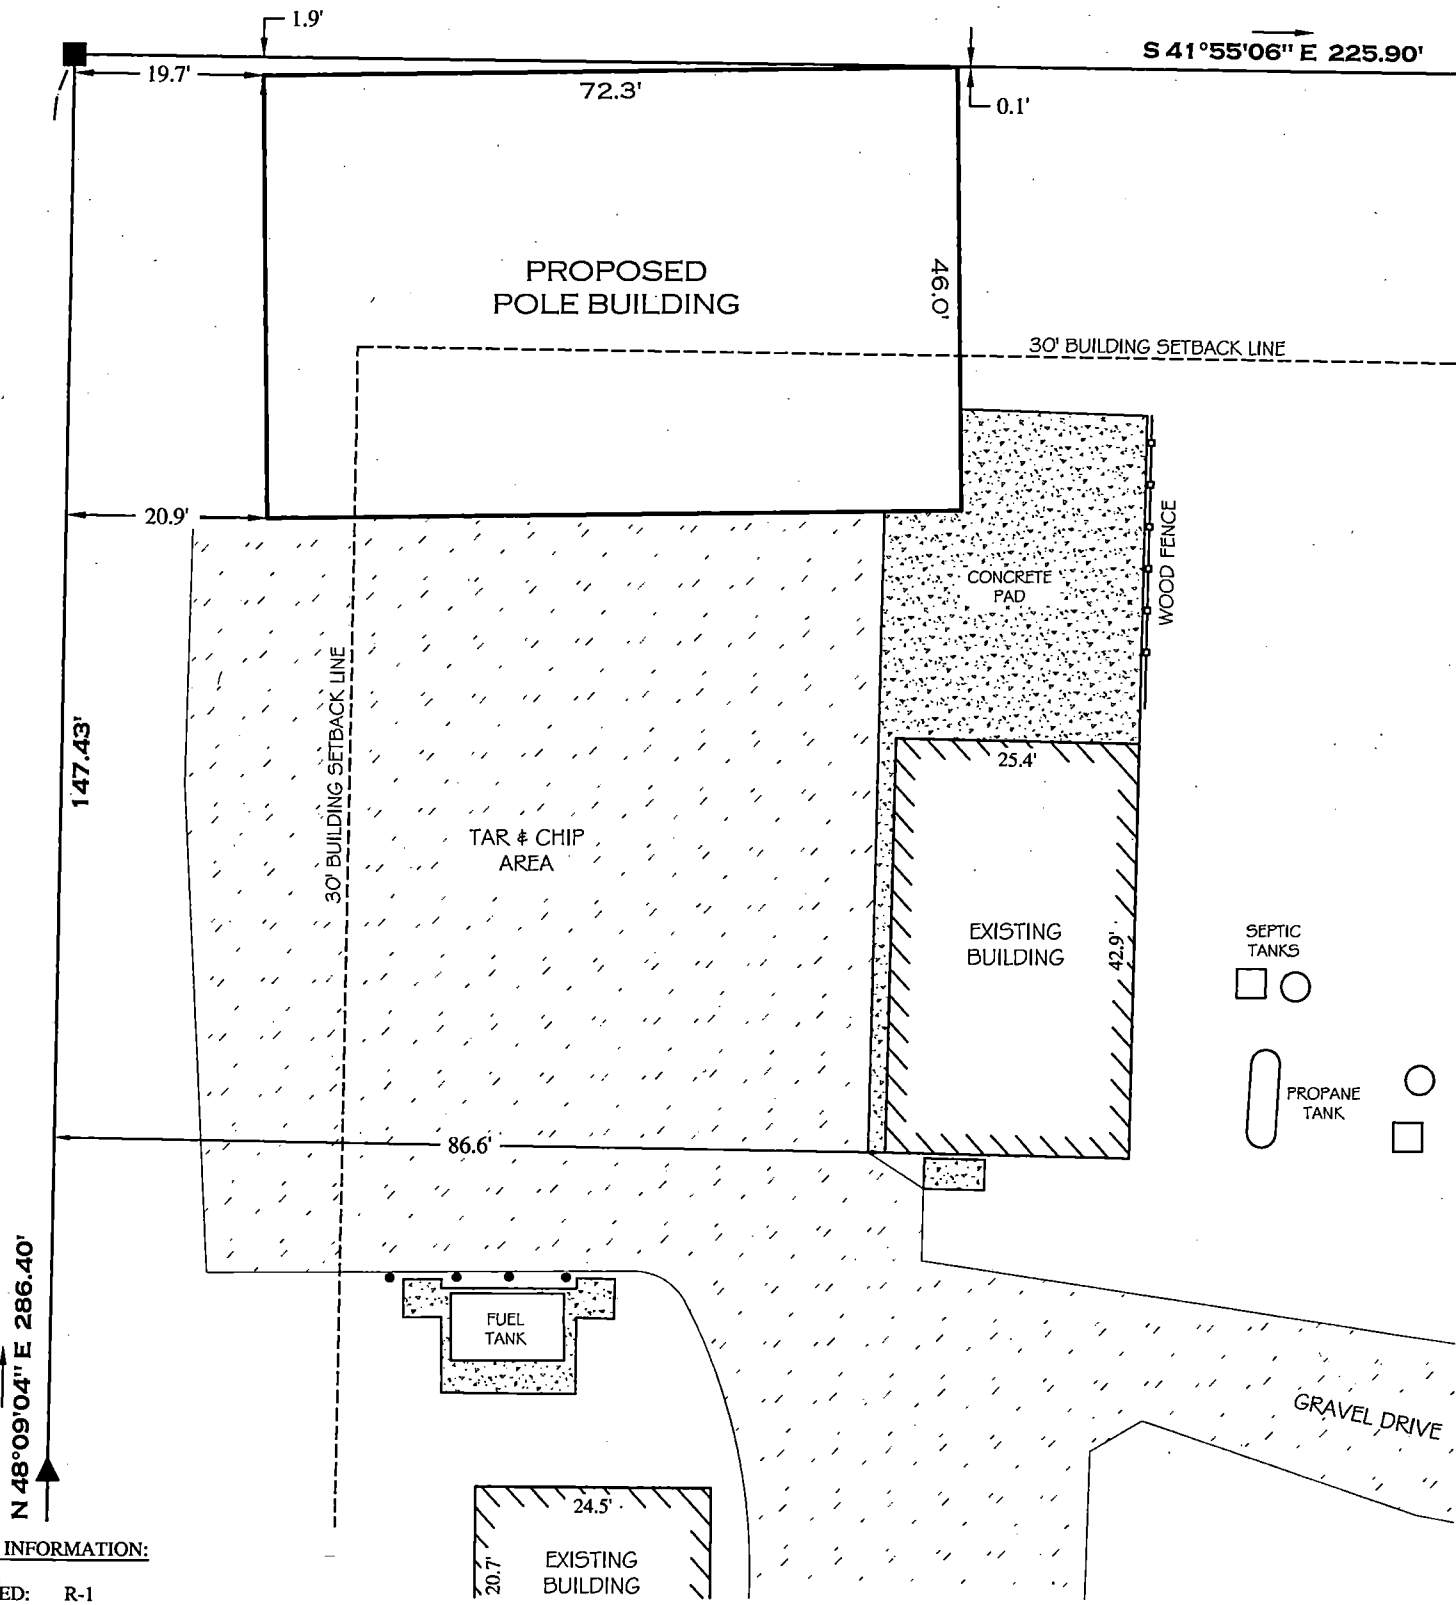 1.9'
S 41°55'06" E 225.90'
19.7'
72.3'
0.1'
PROPOSED
POLE BUILDING
46.0'
30' BUILDING SETBACK LINE
20.9'
WOOD FENCE
CONCRETE
PAD
30' BUILDING SETBACK LINE
147.43'
25.4'
TAR & CHIP
AREA
EXISTING
BUILDING
42.9'
SEPTIC
TANKS
PROPANE
TANK
86.6'
N 48°09'04" E 286.40'
FUEL
TANK
GRAVEL DRIVE
24.5'
20.7'
EXISTING
BUILDING
INFORMATION:
ED: R-1